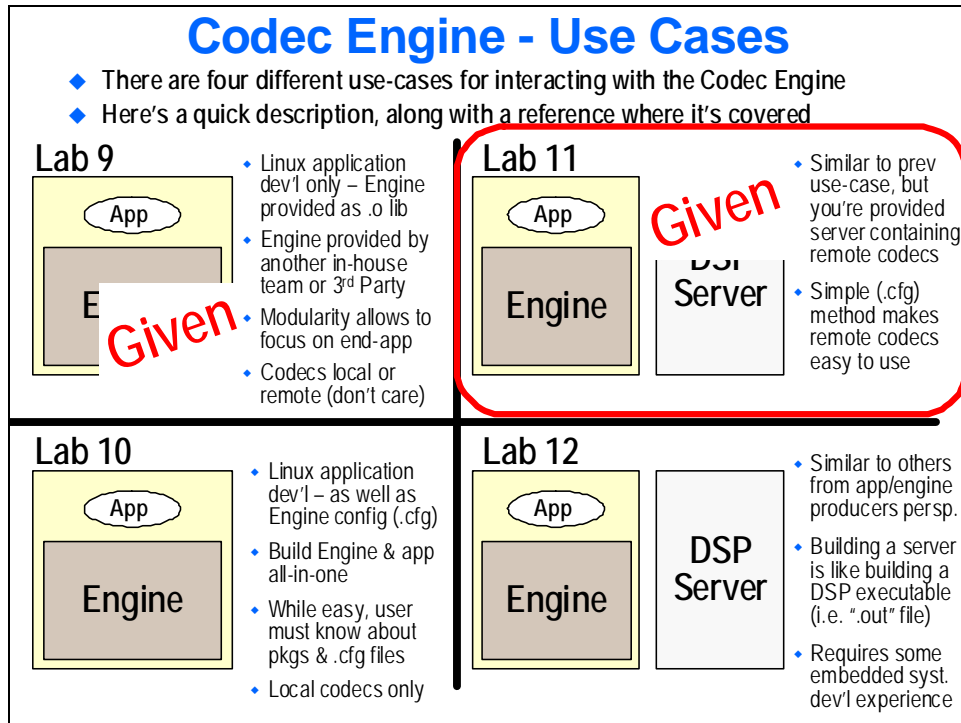 Codec Engine - Use Cases
There are four different use-cases for interacting with the Codec Engine
Here's a quick description, along with a reference where it's covered
Lab 9
App
Given
Linux application
dev'l only – Engine
provided as .o lib
Engine provided by
another in-house
team or 3rd Party
Modularity allows to
focus on end-app
Codecs local or
remote (don't care)
Lab 11
App
Engine
Given
DSP
Server
Similar to prev
use-case, but
you're provided
server containing
remote codecs
Simple (.cfg)
method makes
remote codecs
easy to use
Lab 10
App
Engine
Linux application
dev'l – as well as
Engine config (.cfg)
Build Engine & app
all-in-one
While easy, user
must know about
pkgs & .cfg files
Local codecs only
Lab 12
App
Engine
DSP
Server
Similar to others
from app/engine
producers persp.
Building a server
is like building a
DSP executable
(i.e. ".out" file)
Requires some
embedded syst.
dev'l experience